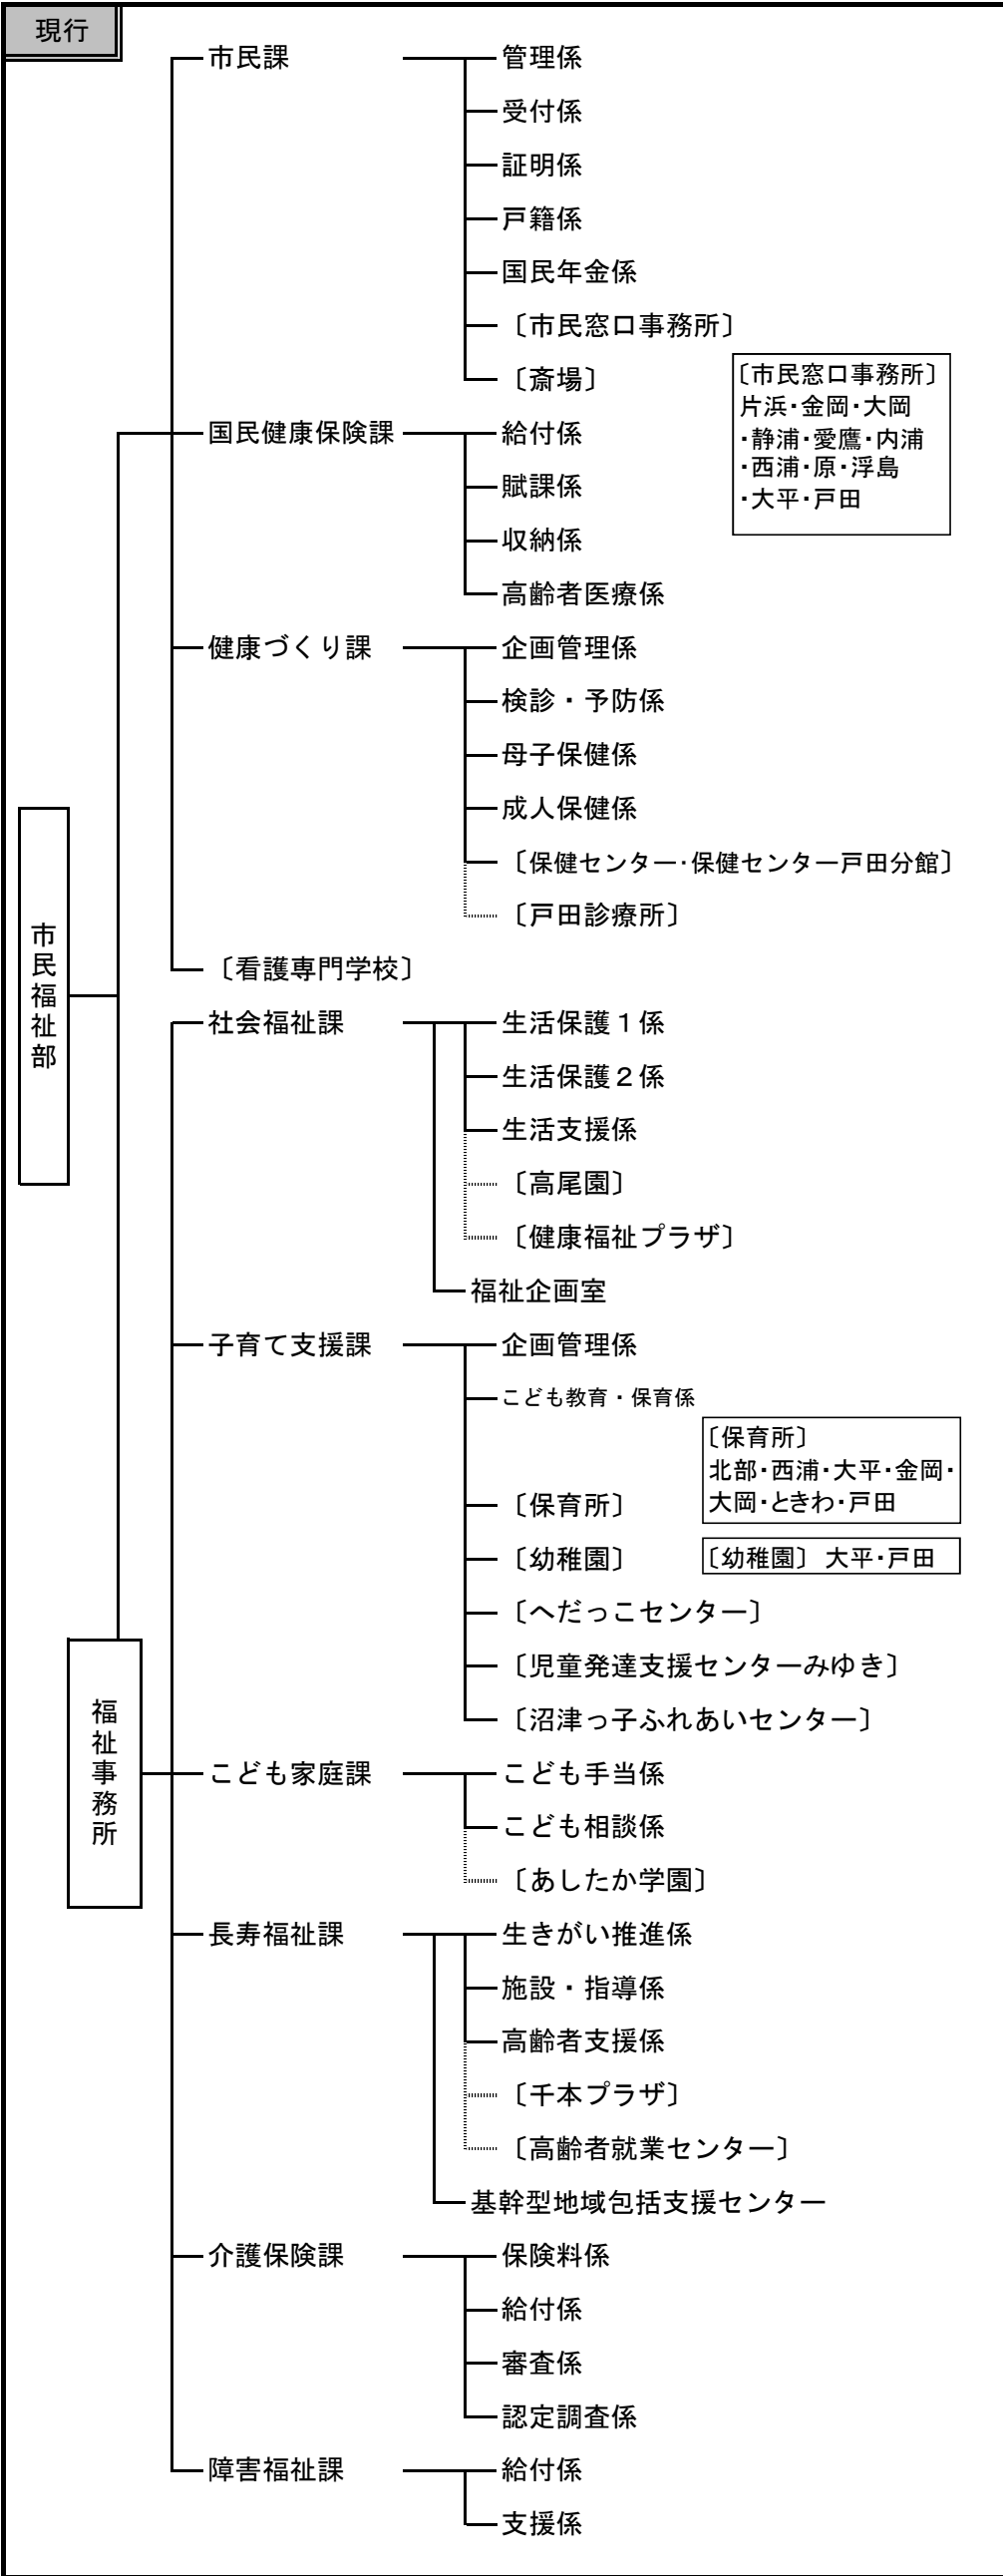 現行
市民福祉部
市民課
管理係
受付係
証明係
戸籍係
国民年金係
〔市民窓口事務所〕
〔斎場〕
〔市民窓口事務所〕
片浜・金岡・大岡
・静浦・愛鷹・内浦
・西浦・原・浮島
・大平・戸田
国民健康保険課
給付係
賦課係
収納係
高齢者医療係
健康づくり課
企画管理係
検診・予防係
母子保健係
成人保健係
〔保健センター・保健センター戸田分館〕
〔戸田診療所〕
〔看護専門学校〕
福祉事務所
社会福祉課
生活保護1係
生活保護2係
生活支援係
〔高尾園〕
〔健康福祉プラザ〕
福祉企画室
子育て支援課
企画管理係
こども教育・保育係
〔保育所〕
〔保育所〕
北部・西浦・大平・金岡・
大岡・ときわ・戸田
〔幼稚園〕
〔幼稚園〕 大平・戸田
〔へだっこセンター〕
〔児童発達支援センターみゆき〕
〔沼津っ子ふれあいセンター〕
こども家庭課
こども手当係
こども相談係
〔あしたか学園〕
長寿福祉課
生きがい推進係
施設・指導係
高齢者支援係
〔千本プラザ〕
〔高齢者就業センター〕
基幹型地域包括支援センター
介護保険課
保険料係
給付係
審査係
認定調査係
障害福祉課
給付係
支援係